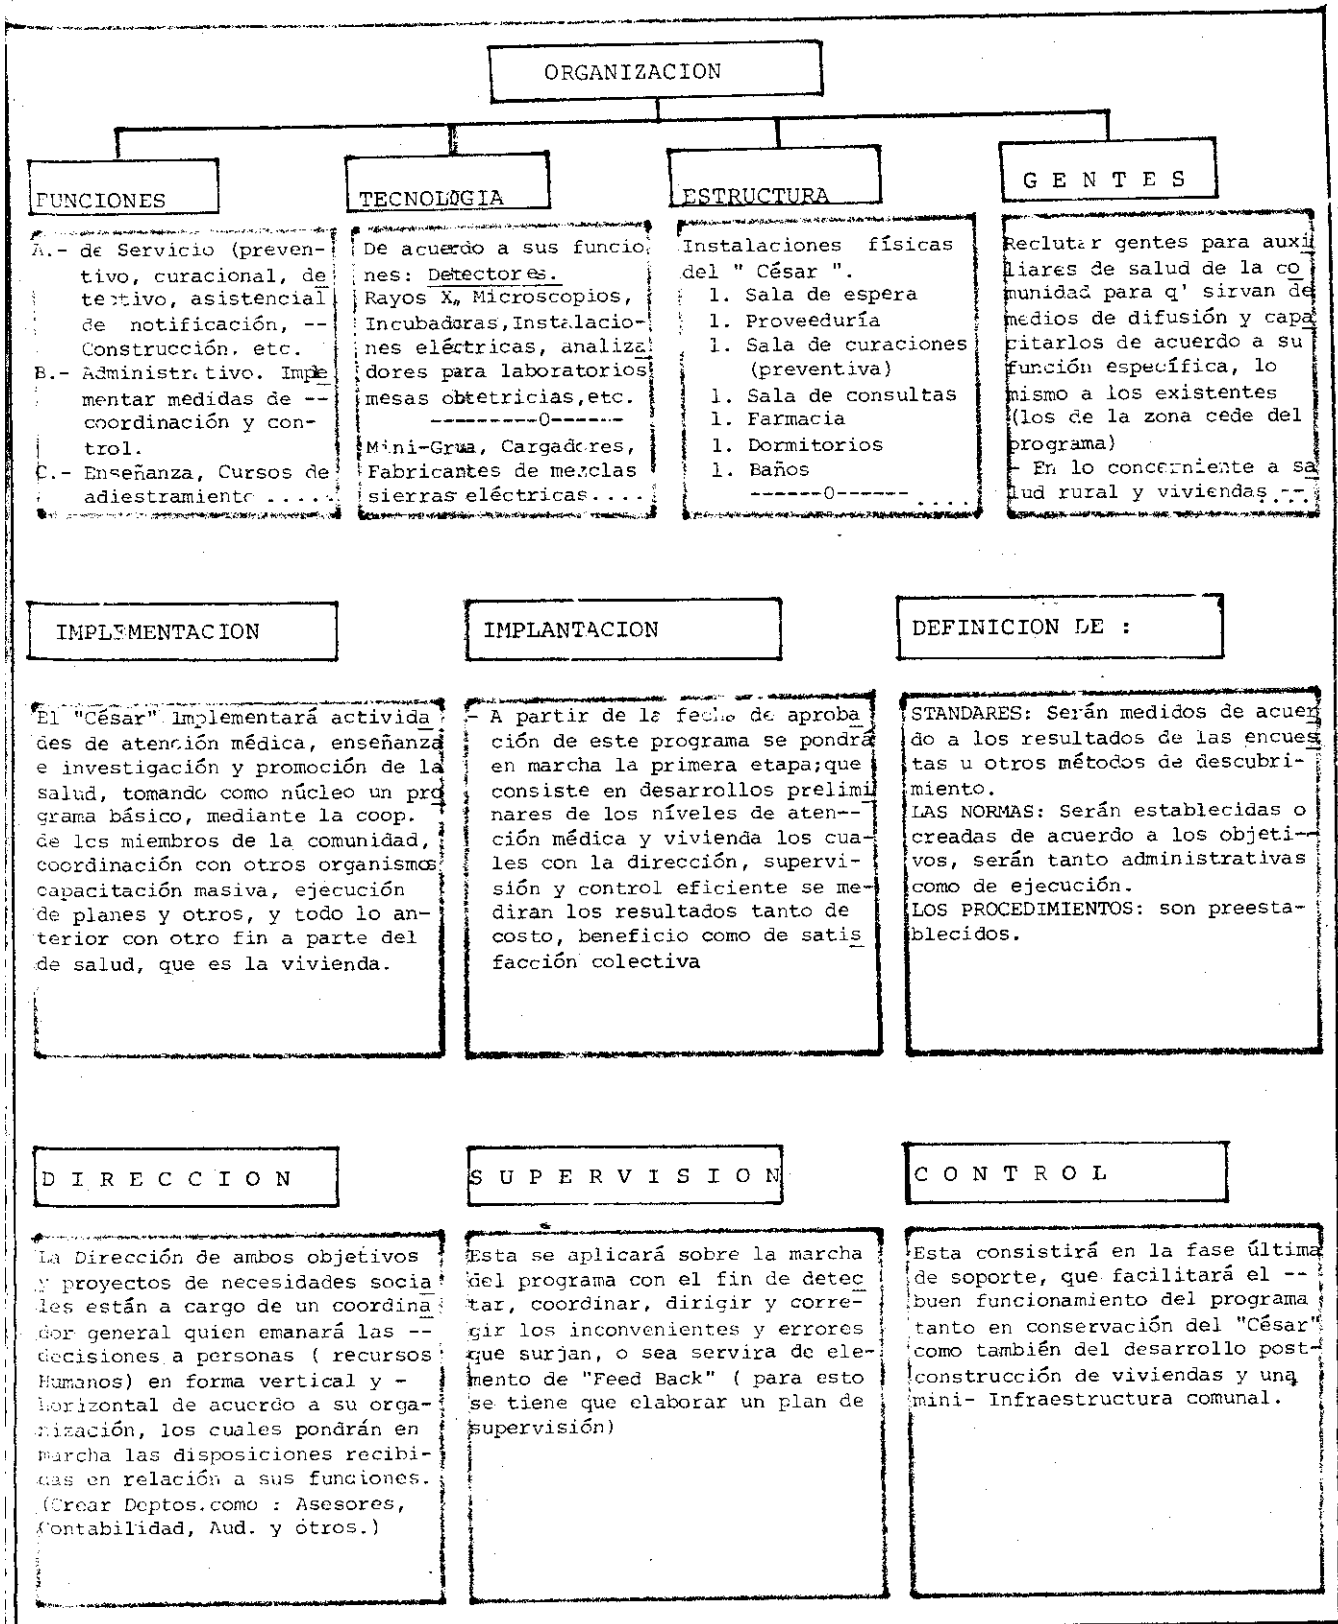 ORGANIZACION
FUNCIONES
A.- de Servicio (preven-
tivo, curacional, de
tectivo, asistencial
de notificación, --
Construcción, etc.
B.- Administrativo. Imple
mentar medidas de --
coordinación y con-
trol.
C.- Enseñanza, Cursos de
adiestramiento .....
TECNOLOGIA
De acuerdo a sus funcio
nes: Detectores.
Rayos X, Microscopios,
Incubadoras,Instalacio-
nes eléctricas, analiza
dores para laboratorios
mesas obtetricias,etc.
---------0------
Mini-Grua, Cargadores,
Fabricantes de mezclas
sierras eléctricas....
ESTRUCTURA
Instalaciones físicas
del " César ".
1. Sala de espera
1. Proveeduría
1. Sala de curaciones
(preventiva)
1. Sala de consultas
1. Farmacia
1. Dormitorios
1. Baños
------0------ ....
G E N T E S
Reclutar gentes para auxi
liares de salud de la co
munidad para q' sirvan de
medios de difusión y capa
citarlos de acuerdo a su
función específica, lo
mismo a los existentes
(los de la zona cede del
programa)
- En lo concerniente a sa
lud rural y viviendas ...
IMPLEMENTACION
El "César" Implementará activida
des de atención médica, enseñanza
e investigación y promoción de la
salud, tomando como núcleo un pro
grama básico, mediante la coop.
de los miembros de la comunidad,
coordinación con otros organismos
capacitación masiva, ejecución
de planes y otros, y todo lo an-
terior con otro fin a parte del
de salud, que es la vivienda.
IMPLANTACION
- A partir de la fecha de aproba
ción de este programa se pondrá
en marcha la primera etapa;que
consiste en desarrollos prelimi
nares de los níveles de aten--
ción médica y vivienda los cua-
les con la dirección, supervi-
sión y control eficiente se me-
diran los resultados tanto de
costo, beneficio como de satis
facción colectiva
DEFINICION DE :
STANDARES: Serán medidos de acuer
do a los resultados de las encues
tas u otros métodos de descubri-
miento.
LAS NORMAS: Serán establecidas o
creadas de acuerdo a los objeti--
vos, serán tanto administrativas
como de ejecución.
LOS PROCEDIMIENTOS: son preesta-
blecidos.
D I R E C C I O N
La Dirección de ambos objetivos
y proyectos de necesidades socia
les están a cargo de un coordina
dor general quien emanará las --
decisiones a personas ( recursos
Humanos) en forma vertical y -
horizontal de acuerdo a su orga-
nización, los cuales pondrán en
marcha las disposiciones recibi-
das en relación a sus funciones.
(Crear Deptos.como : Asesores,
Contabilidad, Aud. y otros.)
S U P E R V I S I O N
Esta se aplicará sobre la marcha
del programa con el fin de detec
tar, coordinar, dirigir y corre-
gir los inconvenientes y errores
que surjan, o sea servira de ele-
mento de "Feed Back" ( para esto
se tiene que elaborar un plan de
supervisión)
C O N T R O L
Esta consistirá en la fase última
de soporte, que facilitará el --
buen funcionamiento del programa
tanto en conservación del "César"
como también del desarrollo post-
construcción de viviendas y una
mini- Infraestructura comunal.